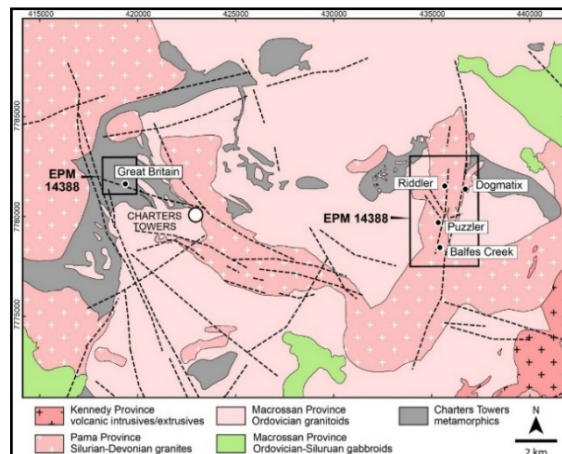 415000 420000 425000 430000 435000 440000
7785000
7780000
7775000
EPM
14388
Great Britain
CHARTERS
TOWERS
EPM 14388
Riddler
Dogmatix
Puzzler
Balfes Creek
Kennedy Province
volcanic intrusives/extrusives
Pama Province
Silurian-Devonian granites
Macrossan Province
Ordovician granitoids
Macrossan Province
Ordovician-Siluruan gabbroids
Charters Towers
metamorphics
N
2 km